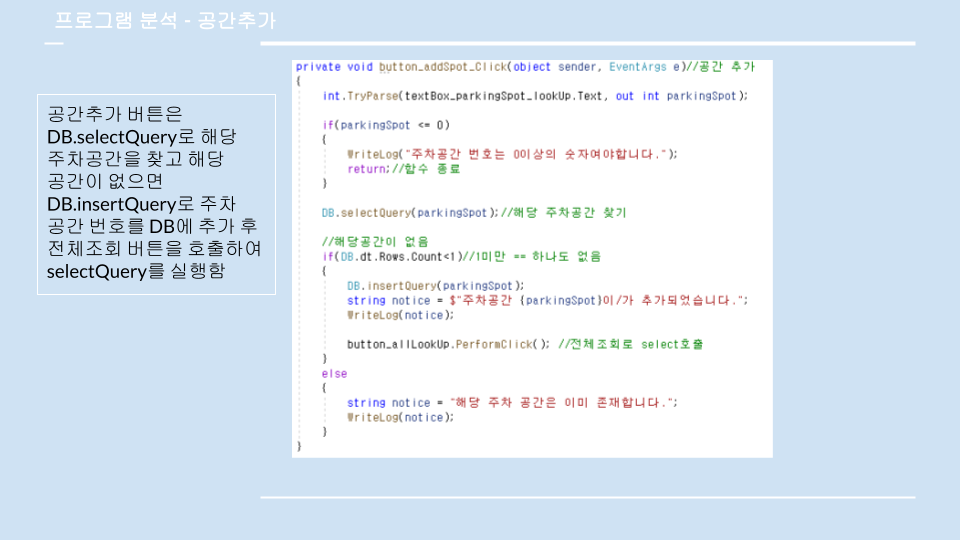 프로그램 분석 - 공간추가
공간추가 버튼은
DB.selectQuery로 해당
주차공간을 찾고 해당
공간이 없으면
DB.insertQuery로 주차
공간 번호를 DB에 추가 후
전체조회 버튼을 호출하여
selectQuery를 실행함
private void button_addSpot_Click(object sender, EventArgs e)//공간 추가
{
int.TryParse(textBox_parkingSpot_lookUp.Text, out int parkingSpot);
if(parkingSpot <= 0)
{
WriteLog("주차공간 번호는 0이상의 숫자여야합니다.");
return;//함수 종료
}
DB.selectQuery(parkingSpot);//해당 주차공간 찾기
//해당공간이 없음
if(DB.dt.Rows.Count<1)//1미만 == 하나도 없음
{
DB.insertQuery(parkingSpot);
string notice = $"주차공간 {parkingSpot}이/가 추가되었습니다.";
WriteLog(notice);
button_allLookUp.PerformClick(); //전체조회로 select호출
}
else
{
string notice = "해당 주차 공간은 이미 존재합니다.";
WriteLog(notice);
}
}